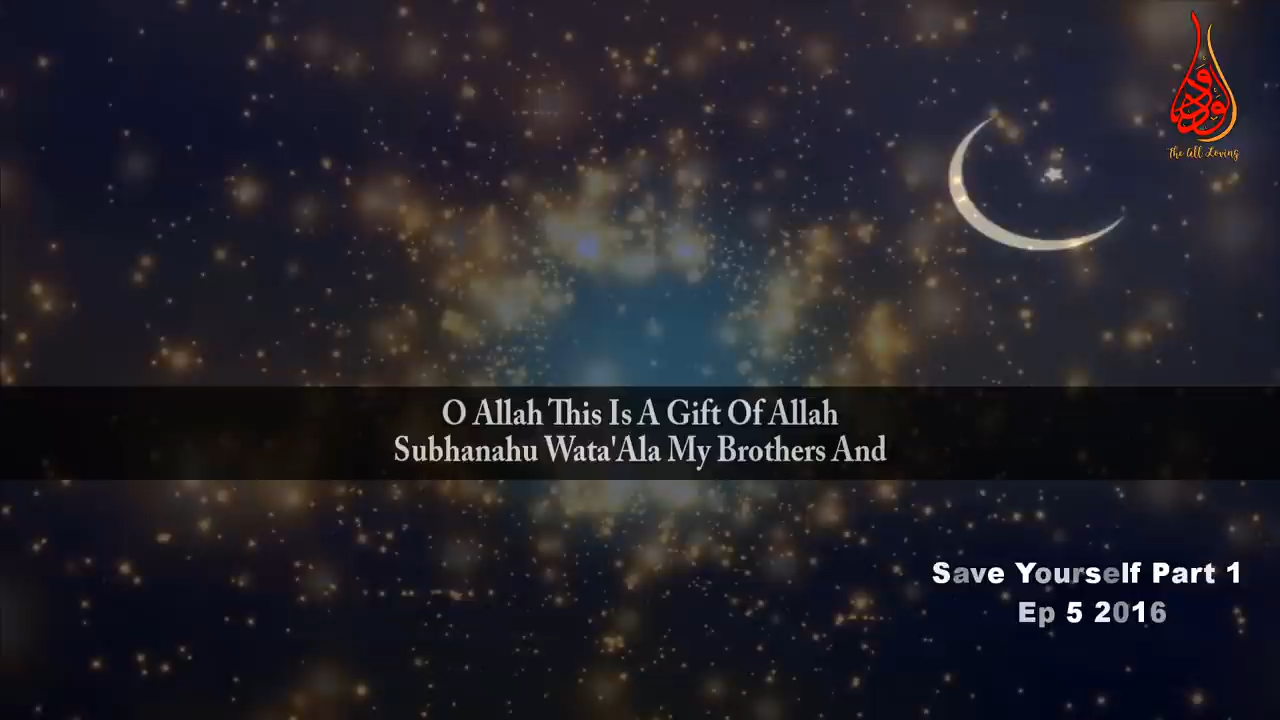 الودود
The All Loving
O Allah This Is A Gift Of Allah
Subhanahu Wata'Ala My Brothers And
Save Yourself Part 1
Ep 5 2016